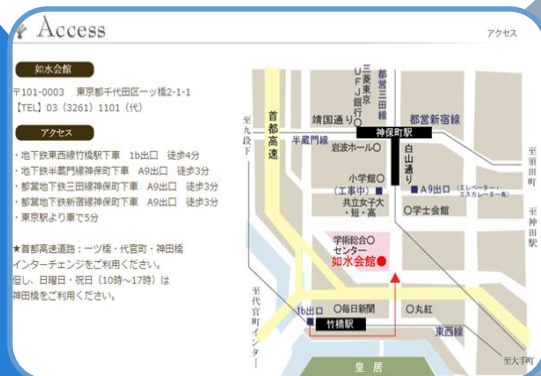 Access
アクセス
如水会館
〒101-0003　東京都千代田区一ッ橋2-1-1
【TEL】03（3261）1101（代）
アクセス
・地下鉄東西線竹橋駅下車　1b出口　徒歩4分
・地下鉄半蔵門線神保町下車　A9出口　徒歩3分
・都営地下鉄三田線神保町下車　A9出口　徒歩3分
・都営地下鉄新宿線神保町下車　A9出口　徒歩3分
・東京駅より車で5分
★首都高速道路：一ツ橋・代官町・神田橋
インターチェンジをご利用ください。
但し、日曜日・祝日（10時〜17時）は
神田橋をご利用ください。
三菱東京UFJ銀行○
都営三田線
首都高速
靖国通り
都営新宿線
至九段下
半蔵門線
神保町駅
岩波ホール○
白山通り
至須田町
小学館○
（工事中）
A9出口
（エレベーター・
エスカレーター有）
共立女子大
・短・高
○学士会館
至神田駅
学術総合○
センター
如水会館●
至代官町インター
1b出口
○毎日新聞
○丸紅
竹橋駅
東西線
至大手町
皇居